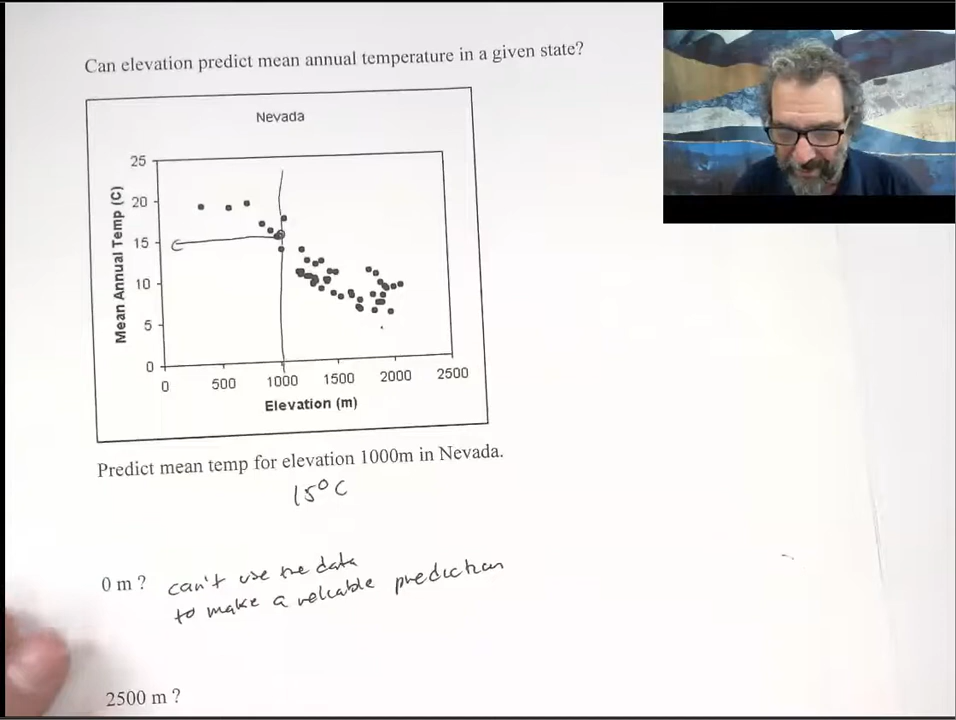 Can elevation predict mean annual temperature in a given state?
Nevada
Mean Annual Temp (C)
25
20
15
10
5
0
0 500 1000 1500 2000 2500
Elevation (m)
Predict mean temp for elevation 1000m in Nevada.
15°C
0 m ? can't use the data
to make a reliable prediction
2500 m ?